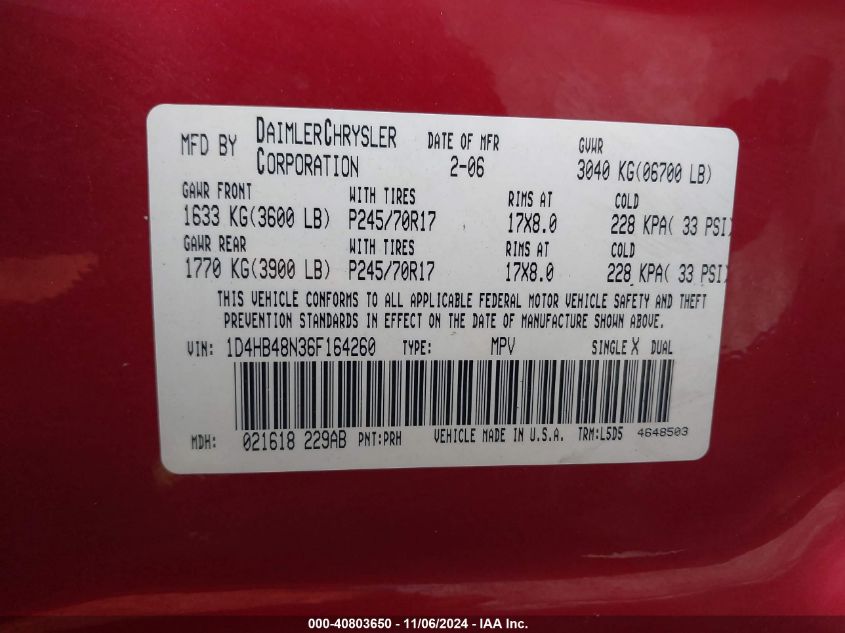 MFD BY DAIMLERCHRYSLER CORPORATION DATE OF MFR 2-06 GVWR 3040 KG(06700 LB)
GAWR FRONT WITH TIRES RIMS AT COLD
1633 KG(3600 LB) P245/70R17 17X8.0 228 KPA( 33 PSI)
GAWR REAR WITH TIRES RIMS AT COLD
1770 KG(3900 LB) P245/70R17 17X8.0 228 KPA( 33 PSI)
THIS VEHICLE CONFORMS TO ALL APPLICABLE FEDERAL MOTOR VEHICLE SAFETY AND THEFT
PREVENTION STANDARDS IN EFFECT ON THE DATE OF MANUFACTURE SHOWN ABOVE.
VIN: 1D4HB48N36F164260 TYPE: MPV SINGLE X DUAL
MDH: 021618 229AB PNT:PRH VEHICLE MADE IN U.S.A. TRM:L5D5 4648503
000-40803650 - 11/06/2024 - IAA Inc.